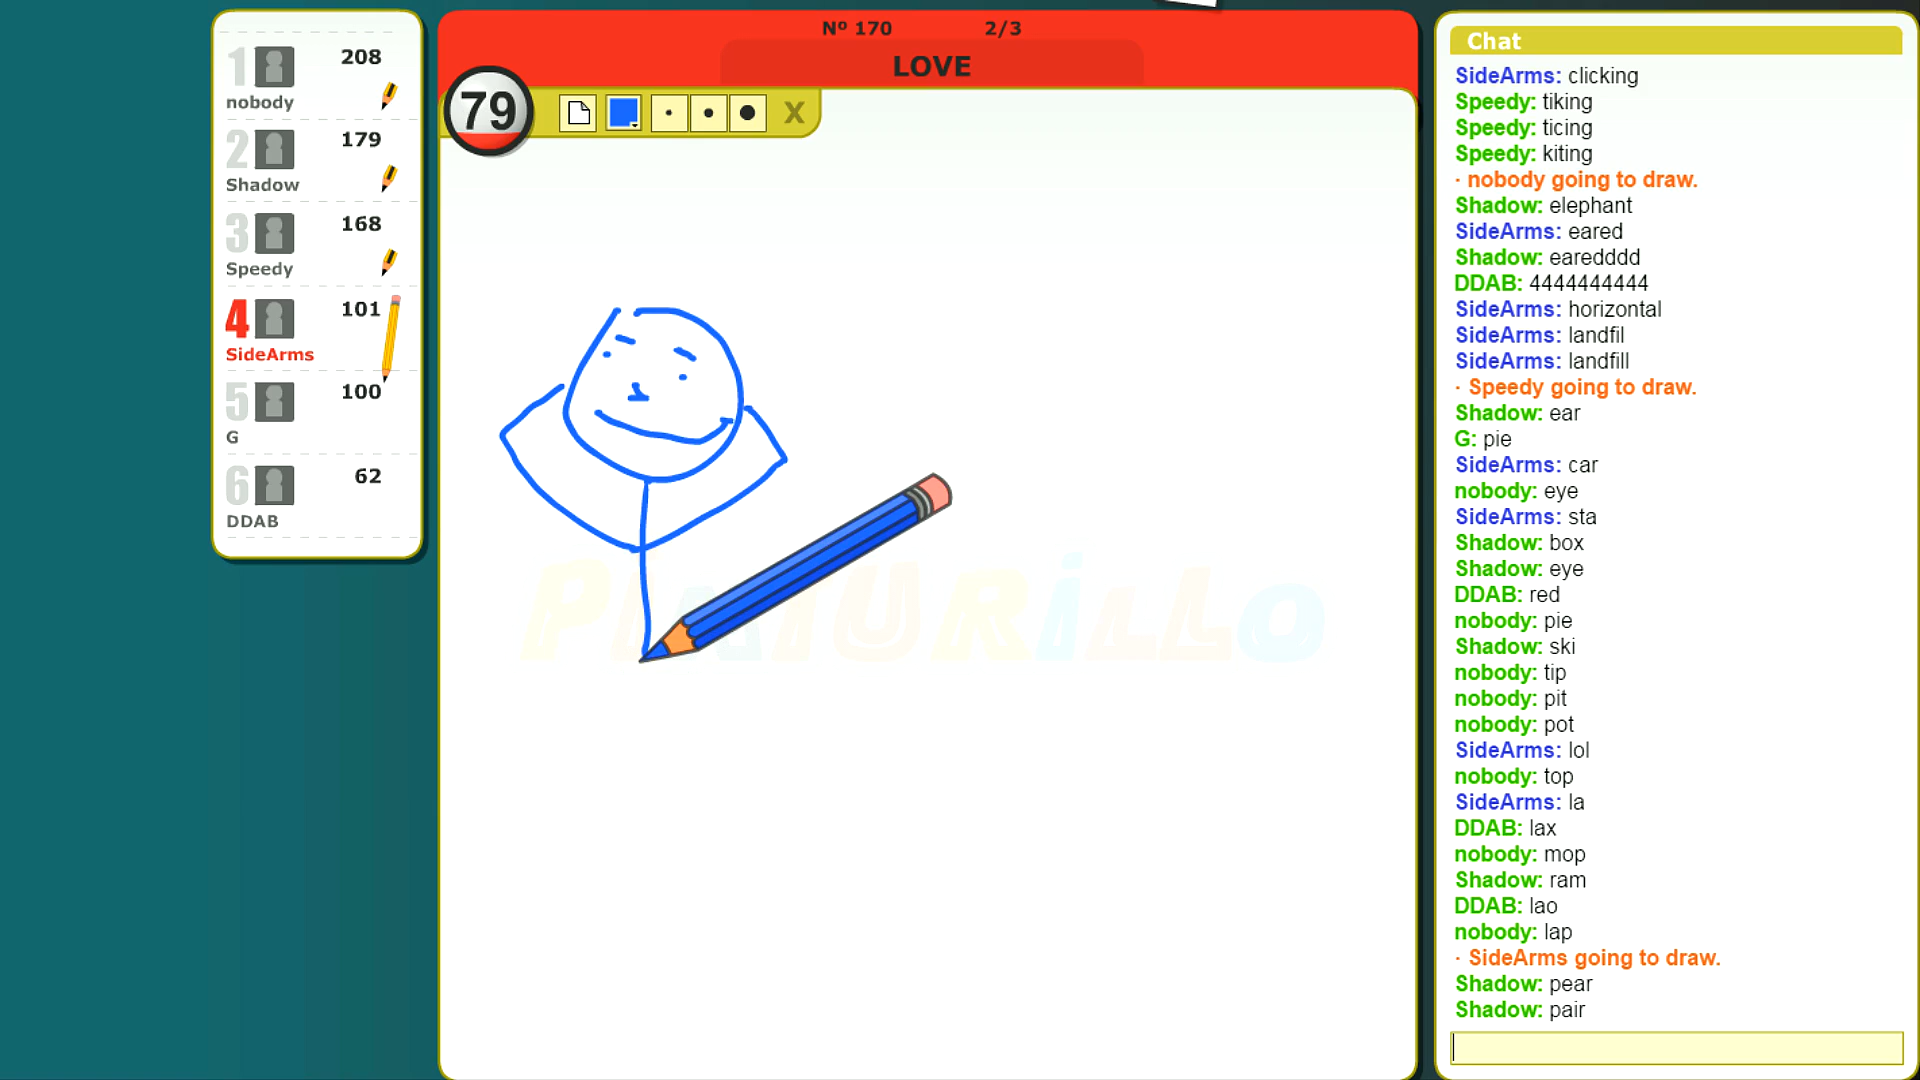 1
208
nobody
2
179
Shadow
3
168
Speedy
4
101
SideArms
5
100
G
6
62
DDAB
Nº 170
2/3
LOVE
79
X
PINTURILLO
Chat
SideArms: clicking
Speedy: tiking
Speedy: ticing
Speedy: kiting
· nobody going to draw.
Shadow: elephant
SideArms: eared
Shadow: earedddd
DDAB: 4444444444
SideArms: horizontal
SideArms: landfil
SideArms: landfill
· Speedy going to draw.
Shadow: ear
G: pie
SideArms: car
nobody: eye
SideArms: sta
Shadow: box
Shadow: eye
DDAB: red
nobody: pie
Shadow: ski
nobody: tip
nobody: pit
nobody: pot
SideArms: lol
nobody: top
SideArms: la
DDAB: lax
nobody: mop
Shadow: ram
DDAB: lao
nobody: lap
· SideArms going to draw.
Shadow: pear
Shadow: pair